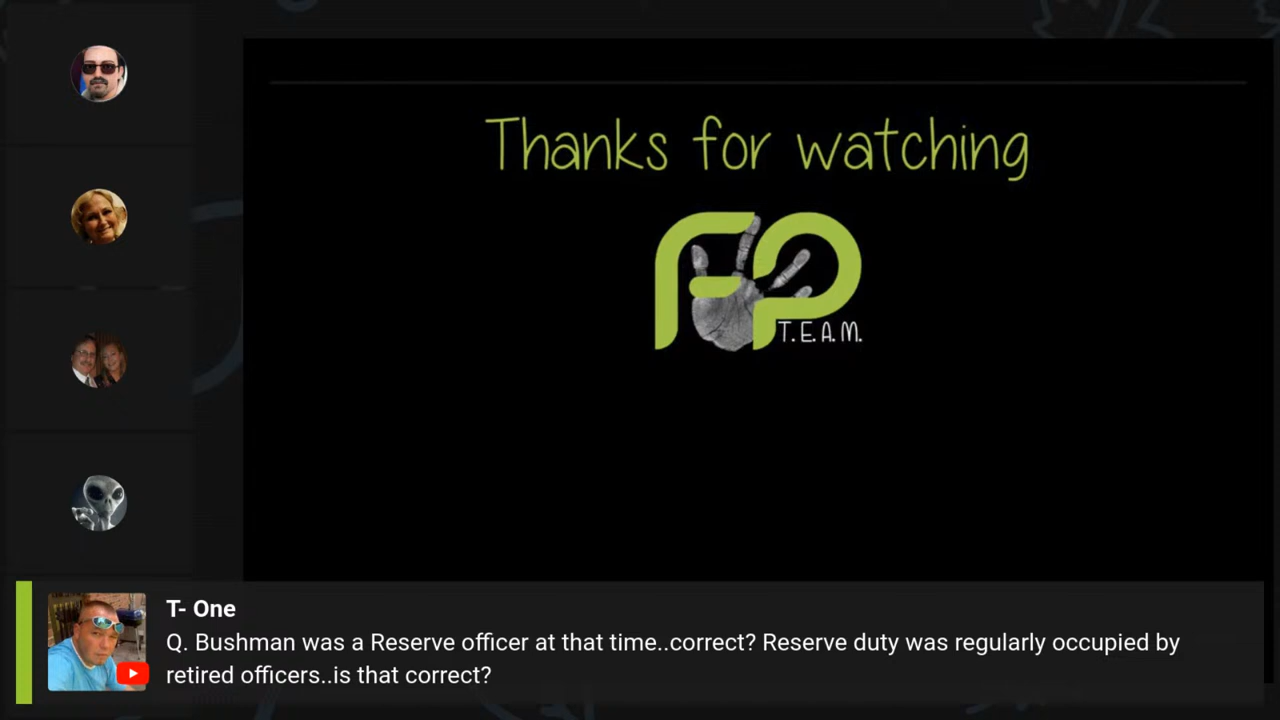 Thanks for watching
FP
T.E.A.M.
T- One
Q. Bushman was a Reserve officer at that time..correct? Reserve duty was regularly occupied by
retired officers..is that correct?